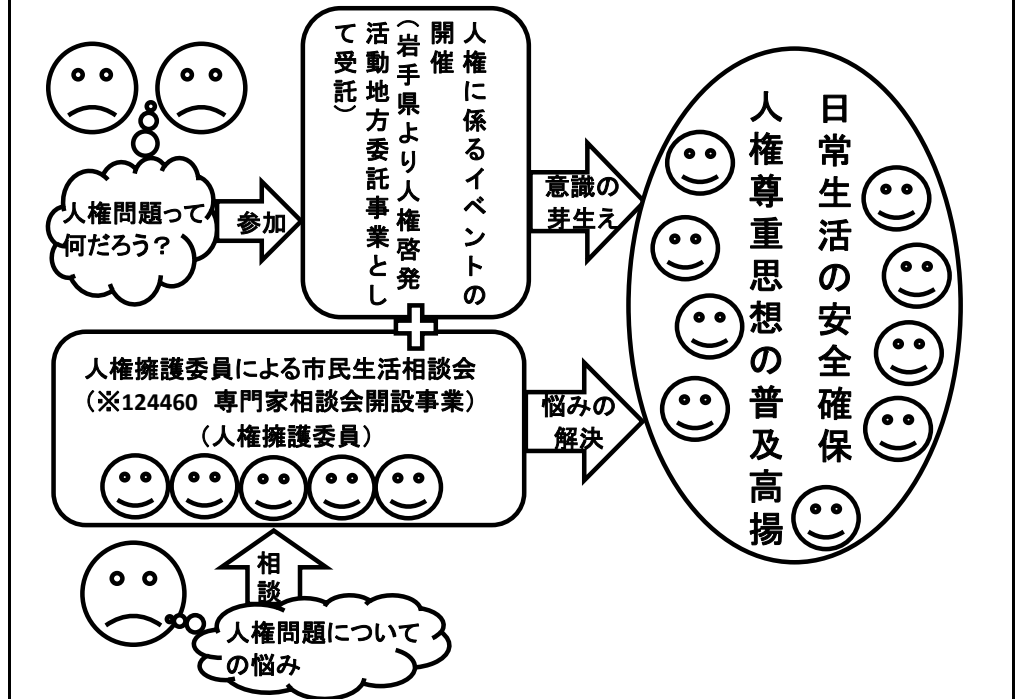 人権問題って
何だろう？
参加
人権に係るイベントの
開催
（岩手県より人権啓発
活動地方委託事業とし
て受託）
意識の
芽生え
人権擁護委員による市民生活相談会
（※124460 専門家相談会開設事業）
（人権擁護委員）
悩みの
解決
相
談
人権問題について
の悩み
日常生活の安全確保
人権尊重思想の普及高揚